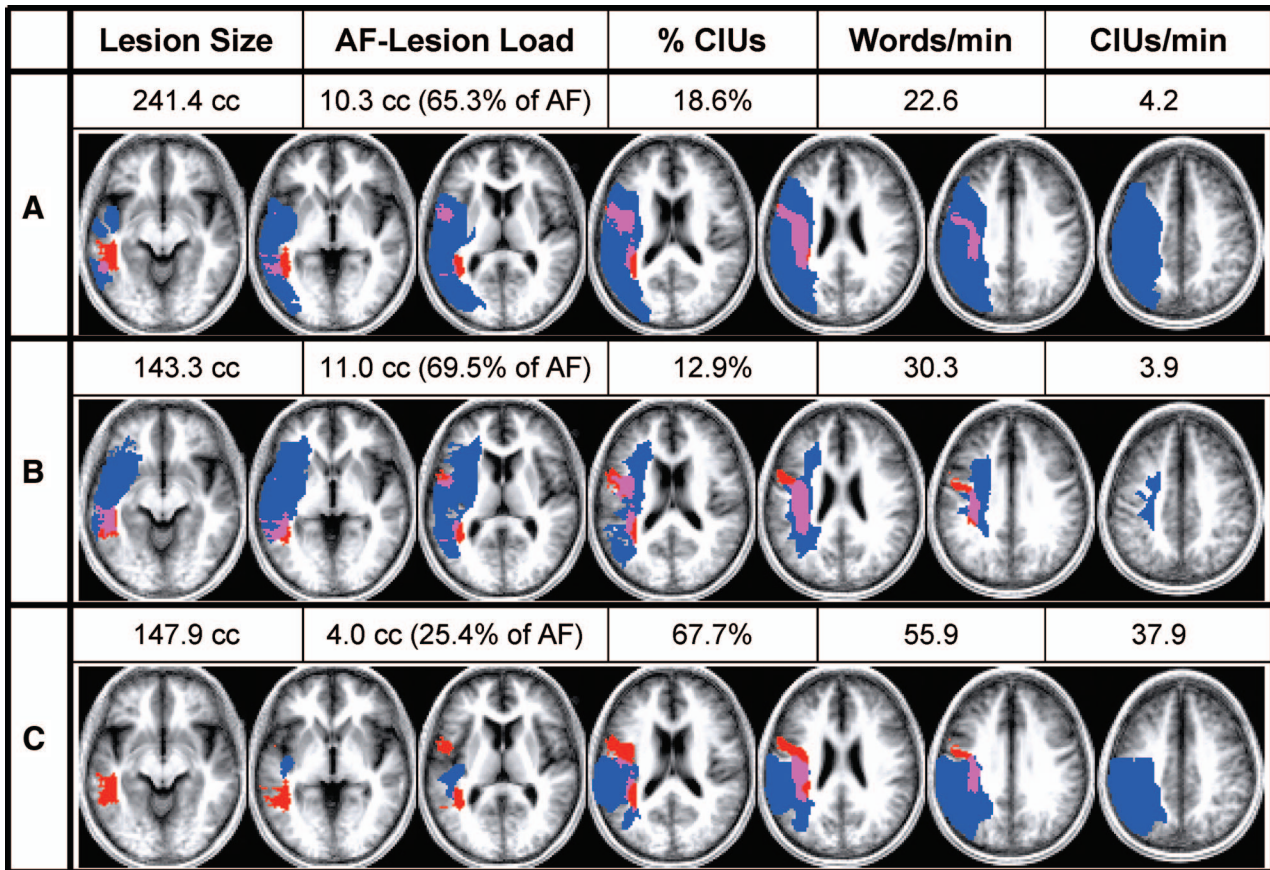 Lesion Size AF-Lesion Load % CIUs Words/min CIUs/min
241.4 cc 10.3 cc (65.3% of AF) 18.6% 22.6 4.2
A
143.3 cc 11.0 cc (69.5% of AF) 12.9% 30.3 3.9
B
147.9 cc 4.0 cc (25.4% of AF) 67.7% 55.9 37.9
C